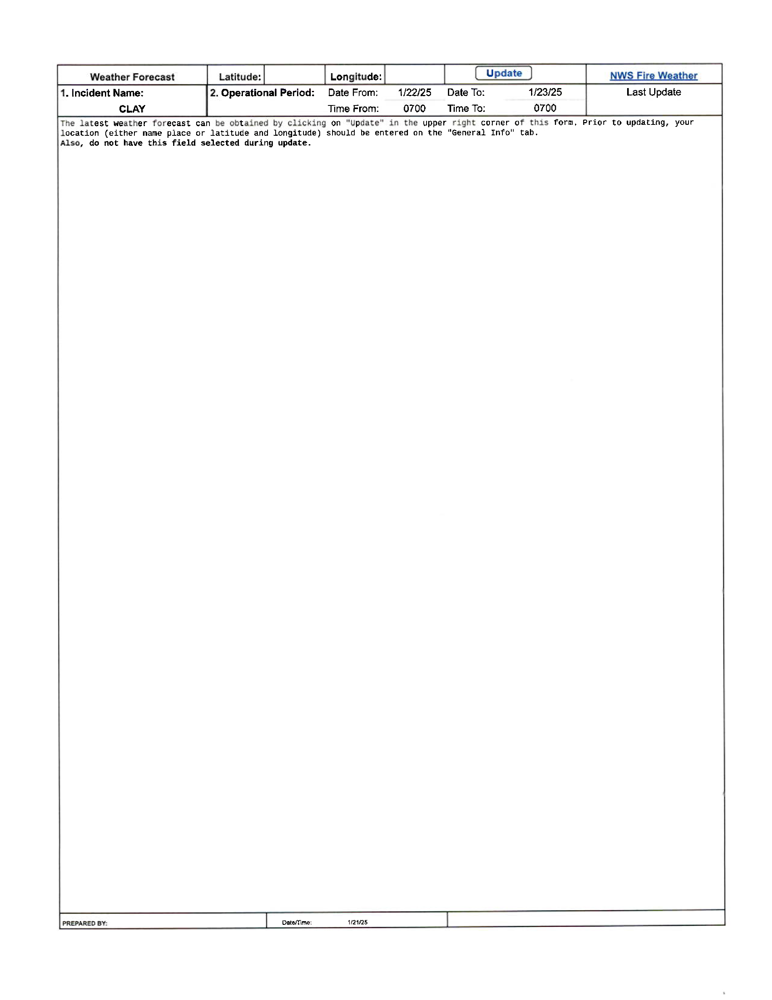 Weather Forecast Latitude: Longitude: Update NWS Fire Weather
1. Incident Name: 2. Operational Period: Date From: 1/22/25 Date To: 1/23/25 Last Update
CLAY Time From: 0700 Time To: 0700
The latest weather forecast can be obtained by clicking on "Update" in the upper right corner of this form. Prior to updating, your
location (either name place or latitude and longitude) should be entered on the "General Info" tab.
Also, do not have this field selected during update.
PREPARED BY: Date/Time: 1/21/25